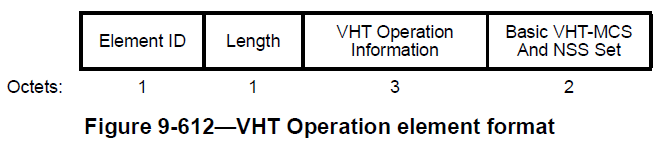 Element ID
Length
VHT Operation
Information
Basic VHT-MCS
And NSS Set
Octets: 1 1 3 2
Figure 9-612—VHT Operation element format